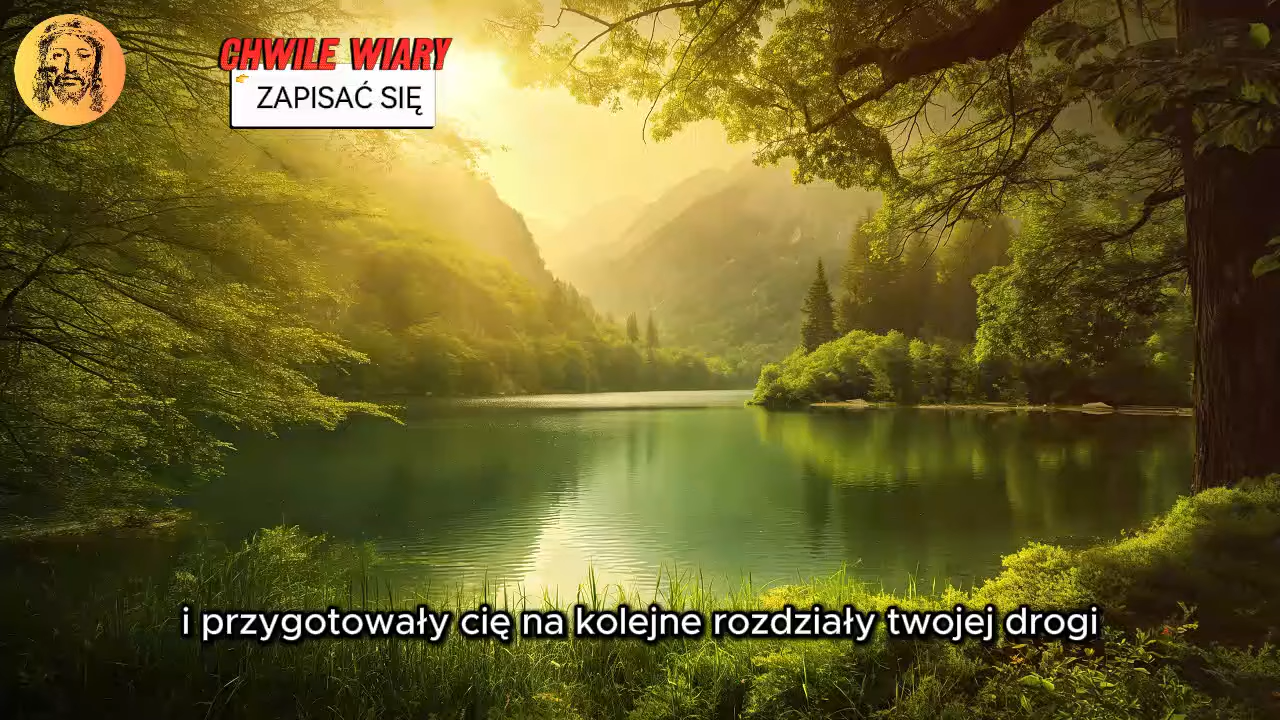 CHWILE WIARY
ZAPISAĆ SIĘ
i przygotowały cię na kolejne rozdziały twojej drogi